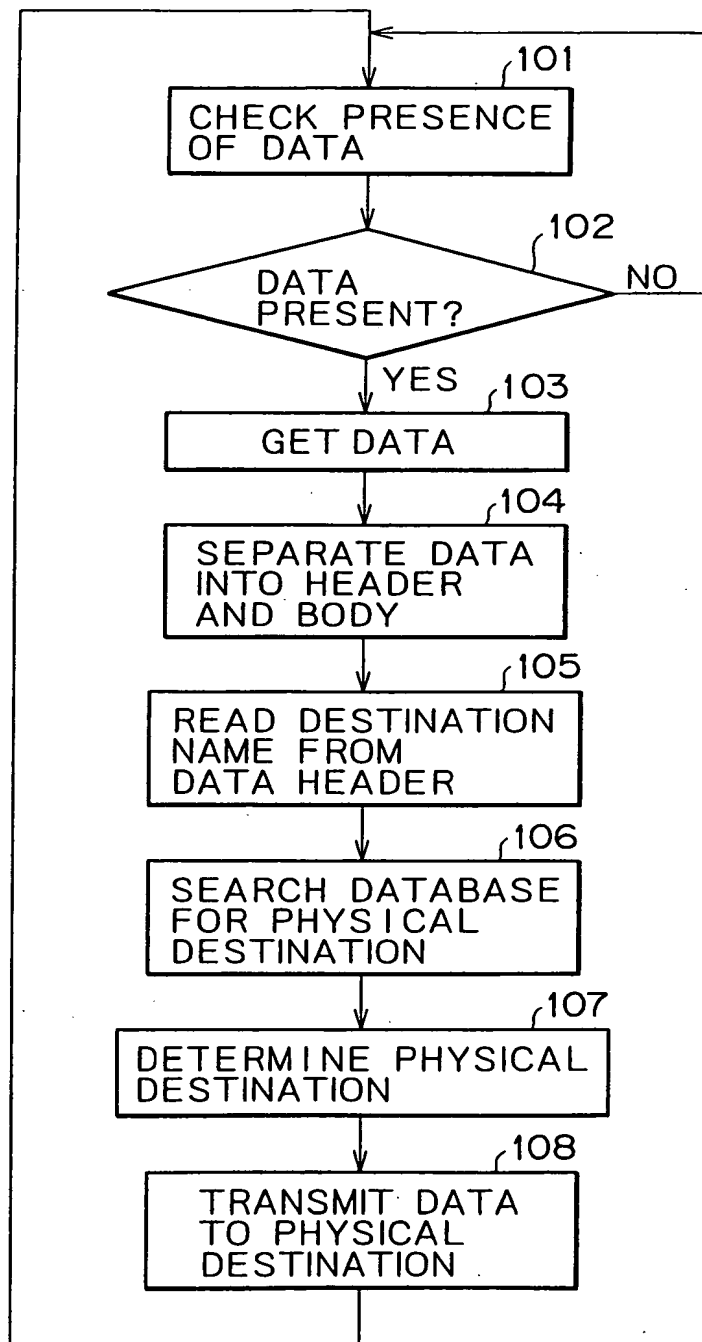 101
CHECK PRESENCE
OF DATA
102
DATA
PRESENT?
NO
YES
103
GET DATA
104
SEPARATE DATA
INTO HEADER
AND BODY
105
READ DESTINATION
NAME FROM
DATA HEADER
106
SEARCH DATABASE
FOR PHYSICAL
DESTINATION
107
DETERMINE PHYSICAL
DESTINATION
108
TRANSMIT DATA
TO PHYSICAL
DESTINATION